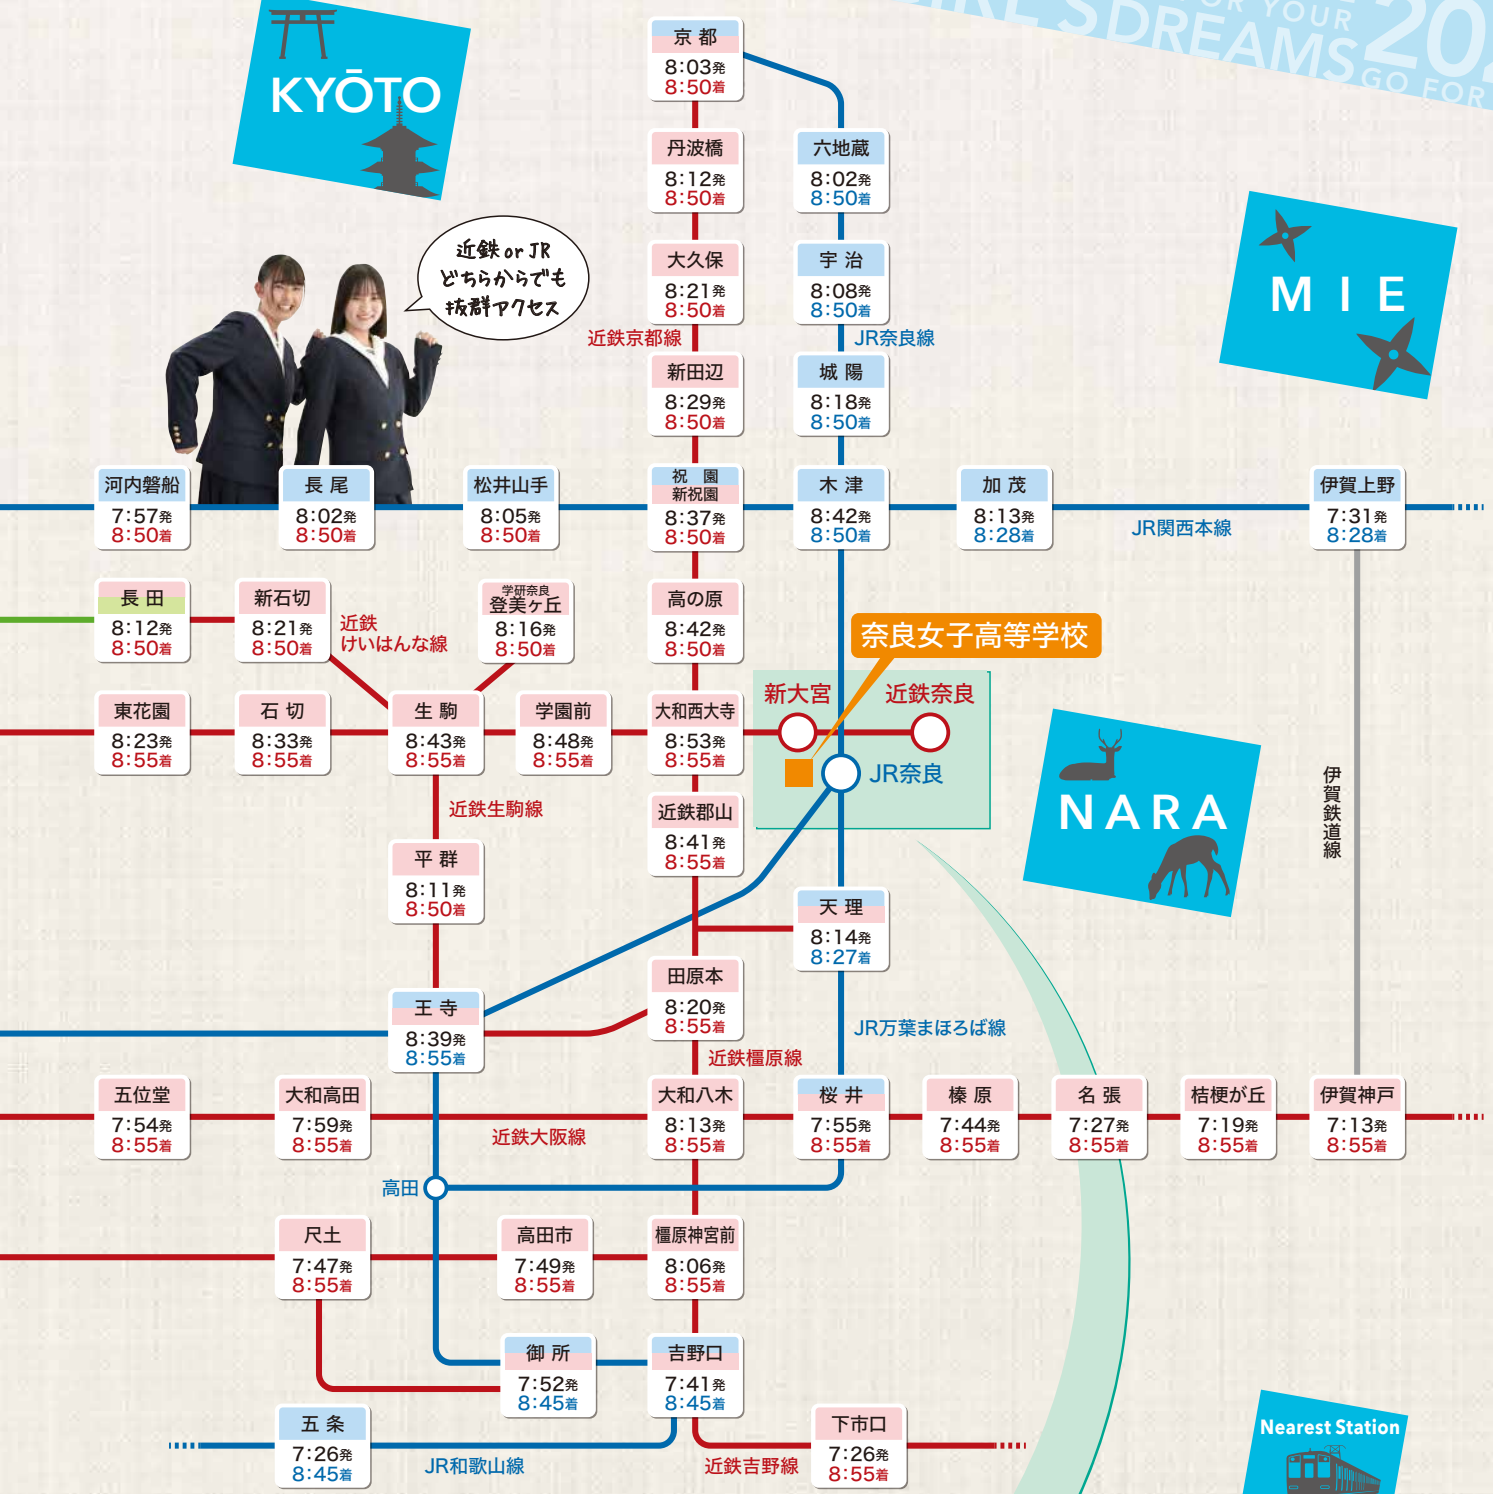 KYŌTO
FOR YOUR
DREAMS
GO FOR
京都
8:03発
8:50着
丹波橋
8:12発
8:50着
六地蔵
8:02発
8:50着
近鉄 or JR
どちらからでも
抜群アクセス
大久保
8:21発
8:50着
宇治
8:08発
8:50着
MIE
近鉄京都線
JR奈良線
新田辺
8:29発
8:50着
城陽
8:18発
8:50着
河内磐船
7:57発
8:50着
長尾
8:02発
8:50着
松井山手
8:05発
8:50着
祝園
新祝園
8:37発
8:50着
木津
8:42発
8:50着
加茂
8:13発
8:28着
JR関西本線
伊賀上野
7:31発
8:28着
長田
8:12発
8:50着
新石切
8:21発
8:50着
近鉄
けいはんな線
学研奈良
登美ヶ丘
8:16発
8:50着
高の原
8:42発
8:50着
奈良女子高等学校
東花園
8:23発
8:55着
石切
8:33発
8:55着
生駒
8:43発
8:55着
学園前
8:48発
8:55着
大和西大寺
8:53発
8:55着
新大宮
近鉄奈良
JR奈良
NARA
伊賀鉄道線
近鉄生駒線
近鉄郡山
8:41発
8:55着
平群
8:11発
8:50着
天理
8:14発
8:27着
田原本
8:20発
8:55着
王寺
8:39発
8:55着
JR万葉まほろば線
近鉄橿原線
五位堂
7:54発
8:55着
大和高田
7:59発
8:55着
近鉄大阪線
大和八木
8:13発
8:55着
桜井
7:55発
8:55着
榛原
7:44発
8:55着
名張
7:27発
8:55着
桔梗が丘
7:19発
8:55着
伊賀神戸
7:13発
8:55着
高田
尺土
7:47発
8:55着
高田市
7:49発
8:55着
橿原神宮前
8:06発
8:55着
御所
7:52発
8:45着
吉野口
7:41発
8:45着
五条
7:26発
8:45着
JR和歌山線
近鉄吉野線
下市口
7:26発
8:55着
Nearest Station